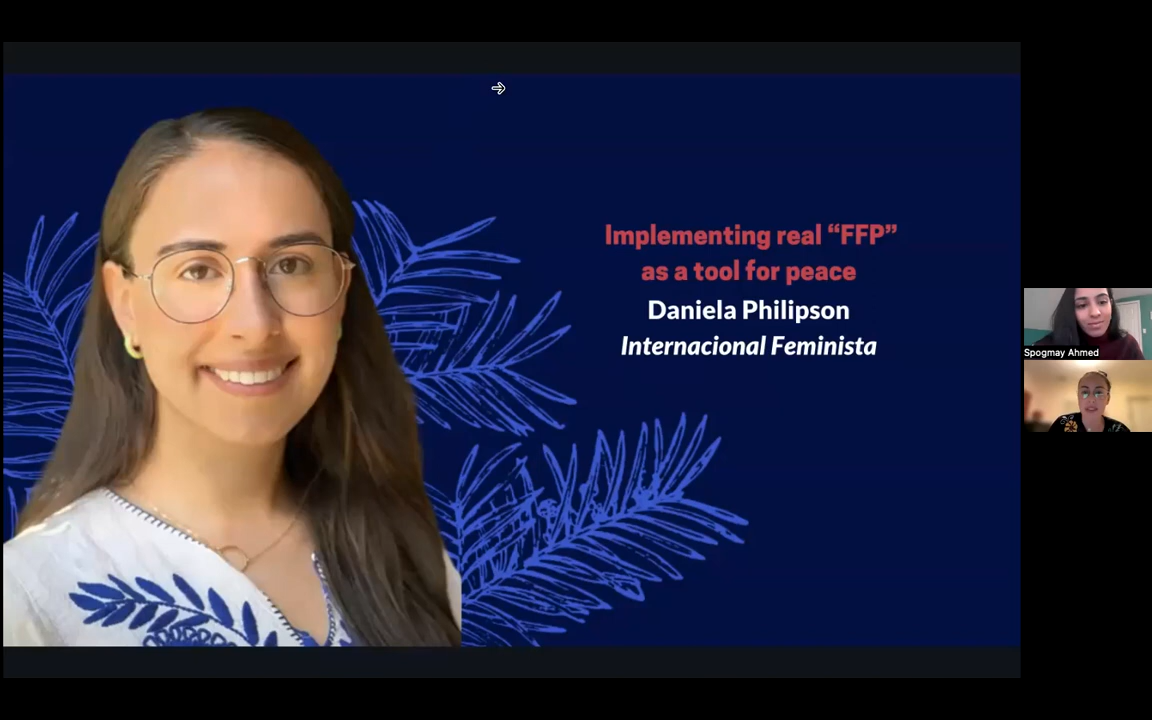 Implementing real “FFP”
as a tool for peace
Daniela Philipson
Internacional Feminista
Spogmay Ahmed